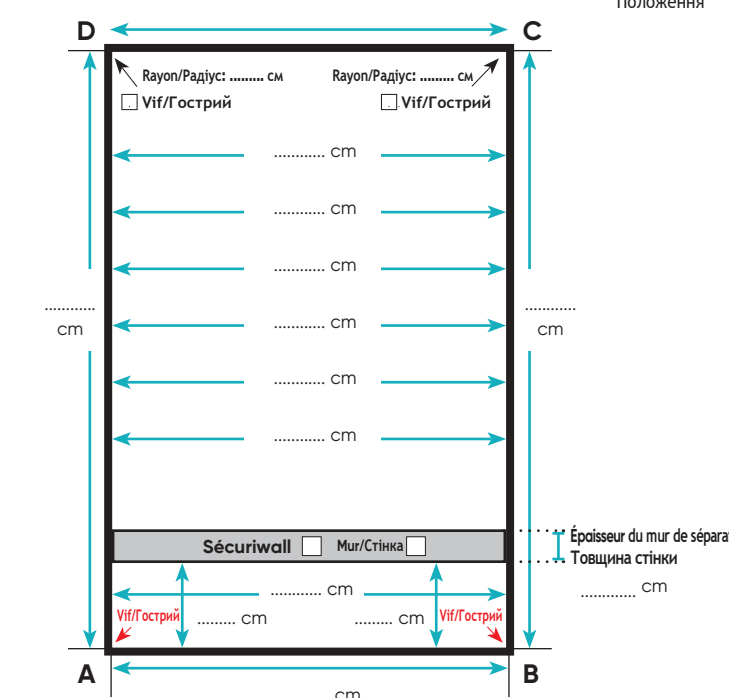 Положення
D
C
Rayon/Радіус: ......... см
Rayon/Радіус: ......... см
Vif/Гострий
Vif/Гострий
............ cm
............ cm
............ cm
............ cm
............ cm
............ cm
............
cm
............
cm
Sécuriwall
Mur/Стінка
Épaisseur du mur de sépara
Товщина стінки
............. cm
............ cm
Vif/Гострий
......... cm
......... cm
Vif/Гострий
A
B
cm